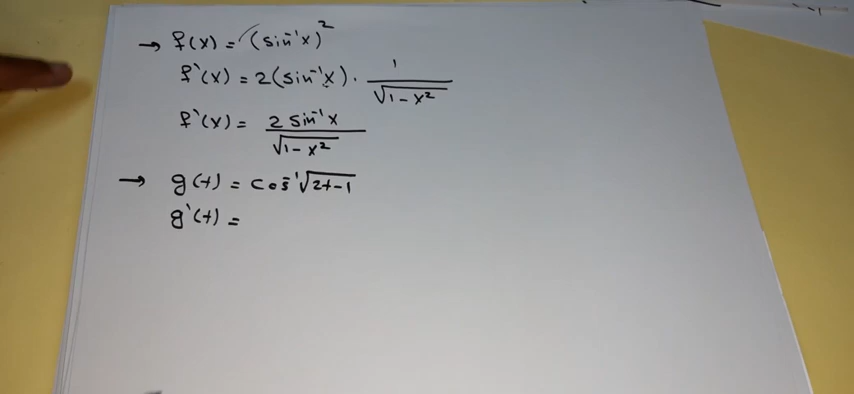 → f(x) = (sin⁻¹x)²
f'(x) = 2(sin⁻¹x) · 1/√(1-x²)
f'(x) = 2 sin⁻¹x/√(1-x²)
→ g(t) = cos⁻¹√(2t-1)
g'(t) =